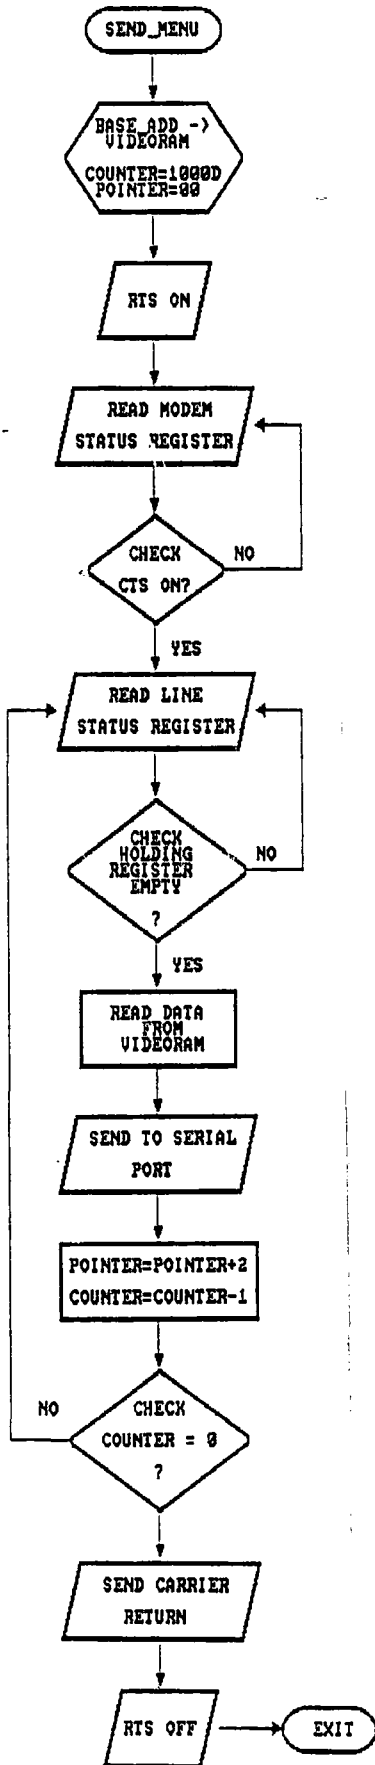 SEND_MENU
BASE_ADD ->
VIDEORAM
COUNTER=1000D
POINTER=00
RTS ON
READ MODEM
STATUS REGISTER
CHECK
CTS ON?
NO
YES
READ LINE
STATUS REGISTER
CHECK
HOLDING
REGISTER
EMPTY
?
NO
YES
READ DATA
FROM
VIDEORAM
SEND TO SERIAL
PORT
POINTER=POINTER+2
COUNTER=COUNTER-1
NO
CHECK
COUNTER = 0
?
SEND CARRIER
RETURN
RTS OFF
EXIT